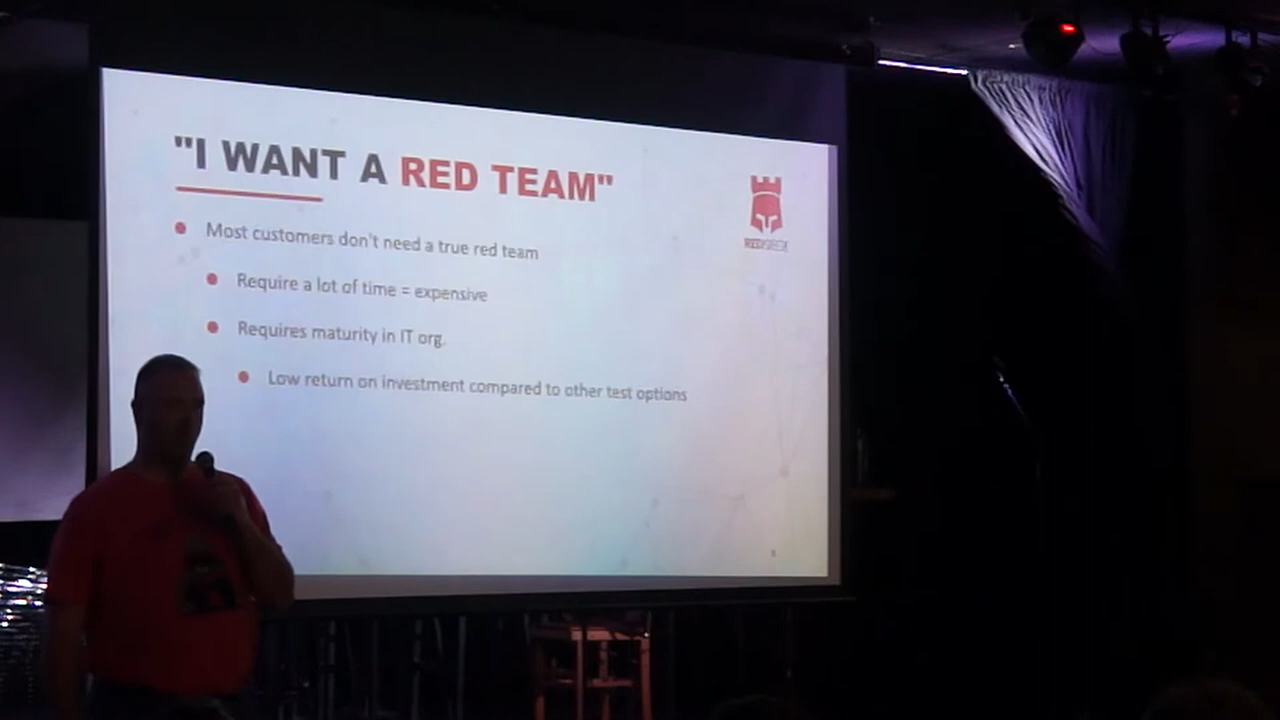 "I WANT A RED TEAM"
REDSIEGE
Most customers don't need a true red team
Require a lot of time = expensive
Requires maturity in IT org.
Low return on investment compared to other test options